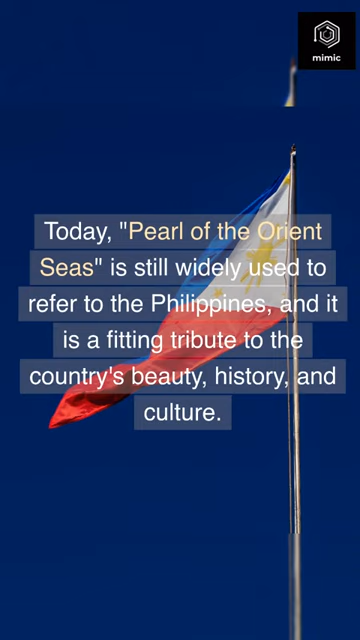 mimic
Today, "Pearl of the Orient
Seas" is still widely used to
refer to the Philippines, and it
is a fitting tribute to the
country's beauty, history, and
culture.